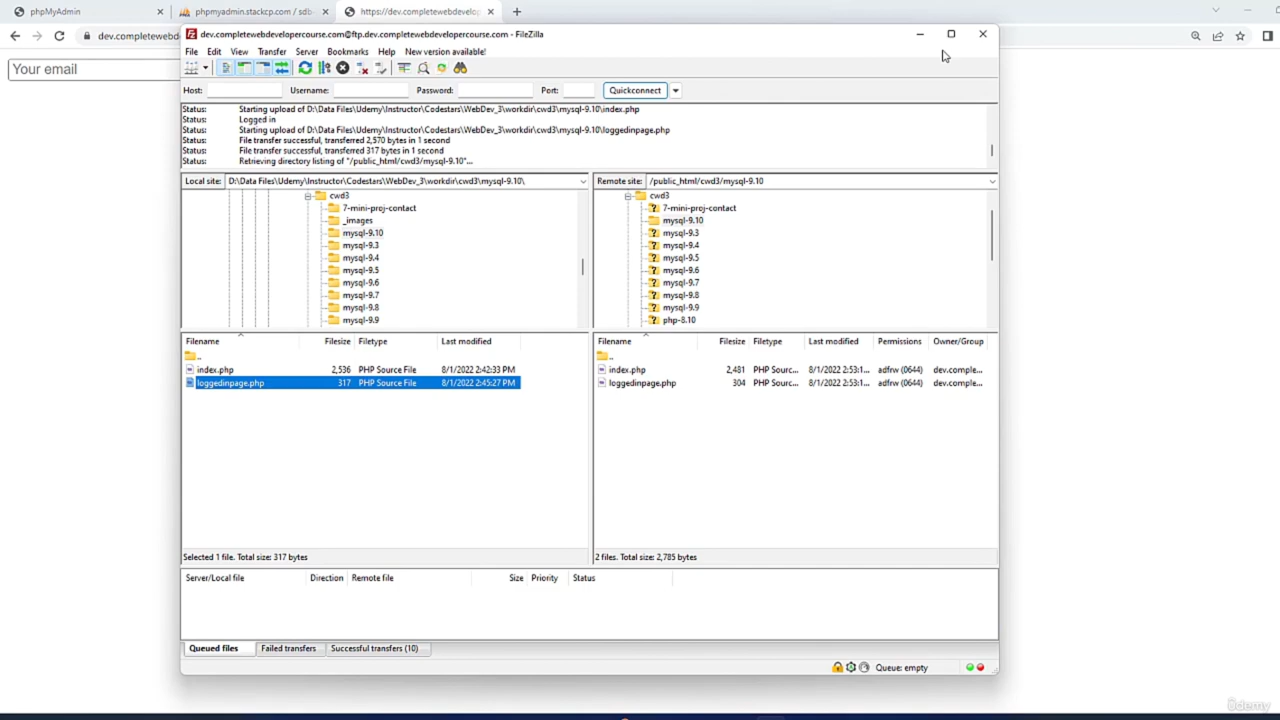 phpMyAdmin
phpmyadmin.stackcp.com / sdb-
https://dev.completewebdevelop
dev.completewebd
Your email
dev.completewebdevelopercourse.com@ftp.dev.completewebdevelopercourse.com - FileZilla
File Edit View Transfer Server Bookmarks Help New version available!
Host: Username: Password: Port: Quickconnect
Status: Starting upload of D:\Data Files\Udemy\Instructor\Codestars\WebDev_3\workdir\cwd3\mysql-9.10\index.php
Status: Logged in
Status: Starting upload of D:\Data Files\Udemy\Instructor\Codestars\WebDev_3\workdir\cwd3\mysql-9.10\loggedinpage.php
Status: File transfer successful, transferred 2,570 bytes in 1 second
Status: File transfer successful, transferred 317 bytes in 1 second
Status: Retrieving directory listing of "/public_html/cwd3/mysql-9.10"...
Local site: D:\Data Files\Udemy\Instructor\Codestars\WebDev_3\workdir\cwd3\mysql-9.10\
cwd3
7-mini-proj-contact
_images
mysql-9.10
mysql-9.3
mysql-9.4
mysql-9.5
mysql-9.6
mysql-9.7
mysql-9.8
mysql-9.9
Remote site: /public_html/cwd3/mysql-9.10
cwd3
7-mini-proj-contact
mysql-9.10
mysql-9.3
mysql-9.4
mysql-9.5
mysql-9.6
mysql-9.7
mysql-9.8
mysql-9.9
php-8.10
Filename Filesize Filetype Last modified
..
index.php 2,536 PHP Source File 8/1/2022 2:42:33 PM
loggedinpage.php 317 PHP Source File 8/1/2022 2:45:27 PM
Selected 1 file. Total size: 317 bytes
Filename Filesize Filetype Last modified Permissions Owner/Group
..
index.php 2,481 PHP Sourc... 8/1/2022 2:53:1... adfrw (0644) dev.comple...
loggedinpage.php 304 PHP Sourc... 8/1/2022 2:53:1... adfrw (0644) dev.comple...
2 files. Total size: 2,785 bytes
Server/Local file Direction Remote file Size Priority Status
Queued files Failed transfers Successful transfers (10)
Queue: empty
ûdemy